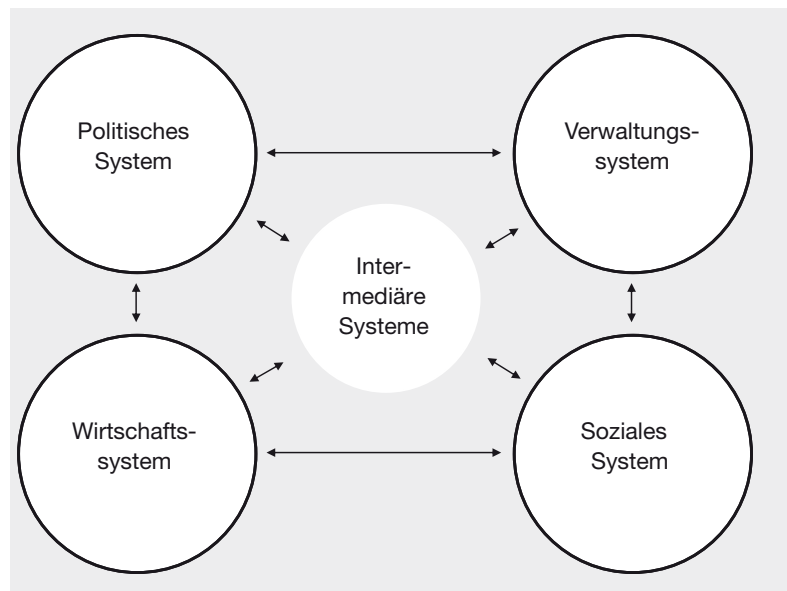 Politisches
System
Verwaltungs-
system
Inter-
mediäre
Systeme
Wirtschafts-
system
Soziales
System